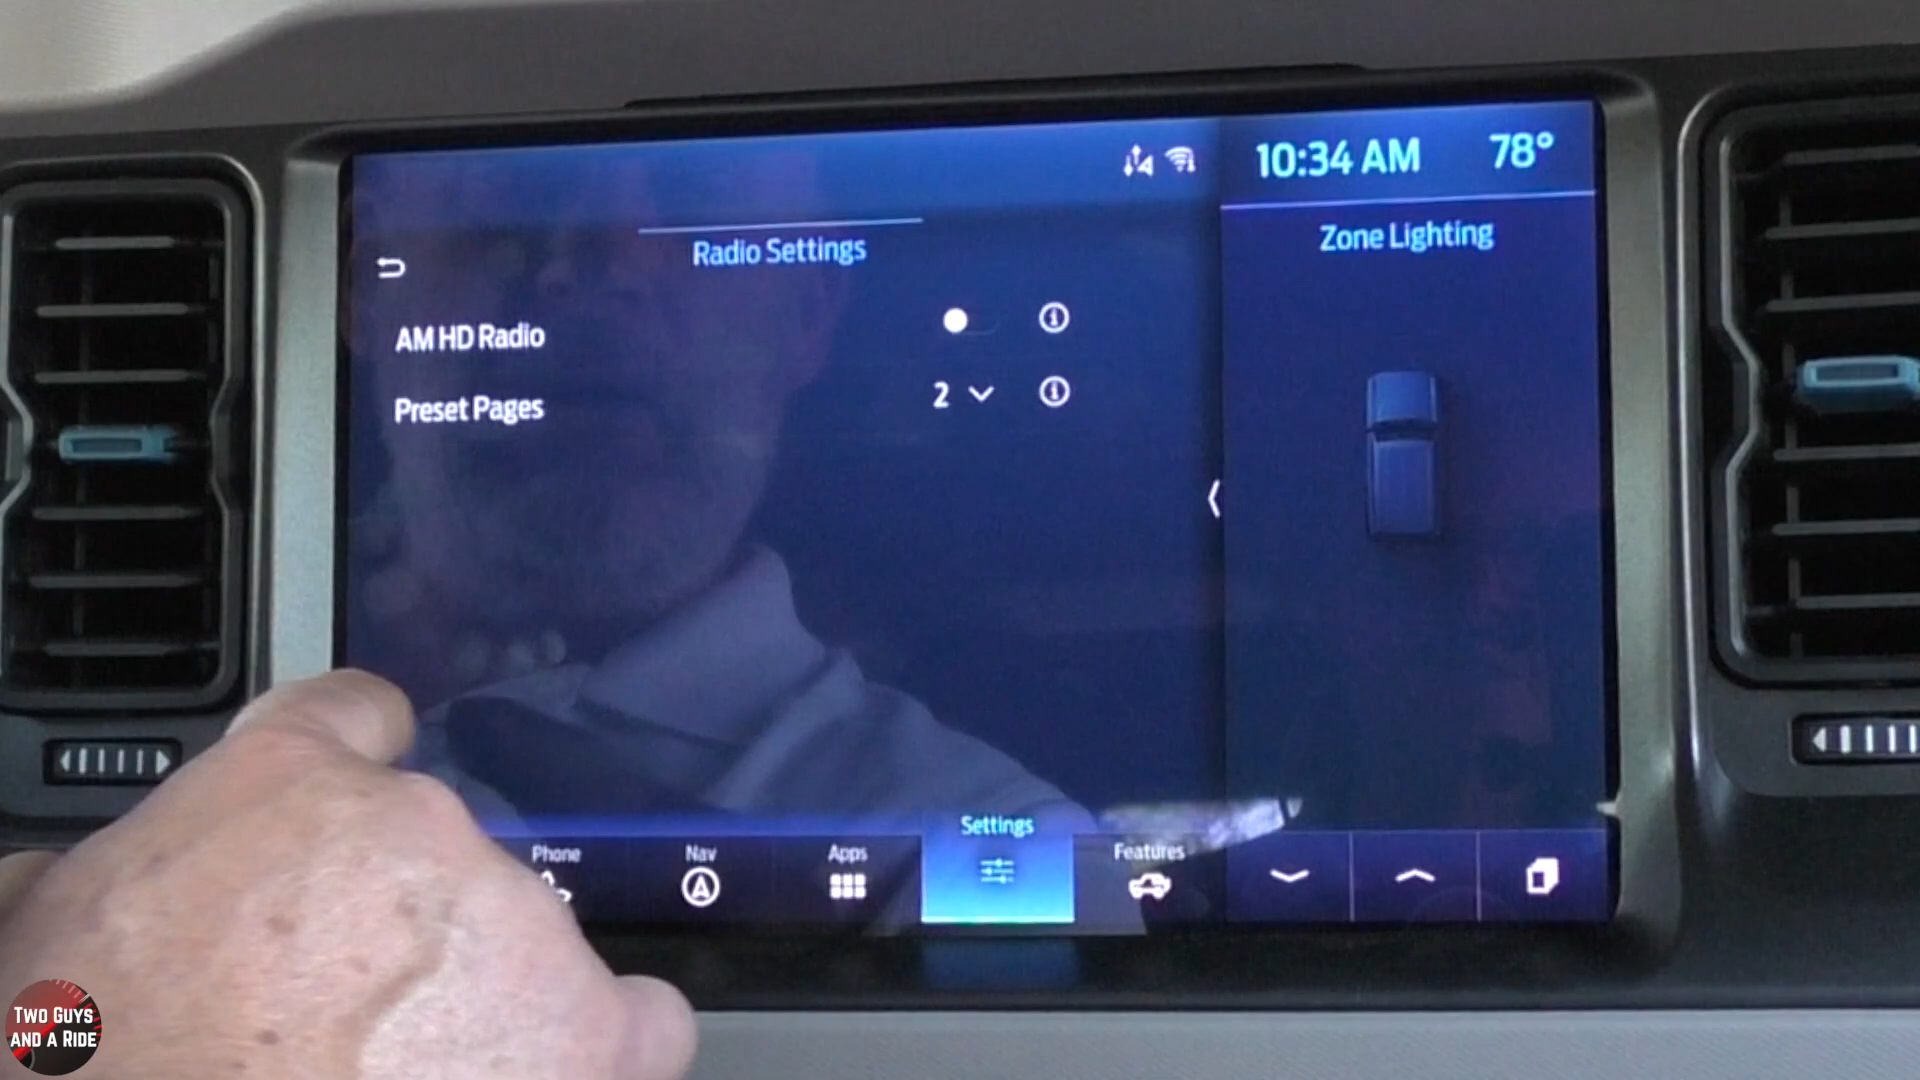 10:34 AM 78°
Radio Settings
Zone Lighting
AM HD Radio
Preset Pages 2
Phone Nav Apps Settings Features
TWO GUYS
AND A RIDE